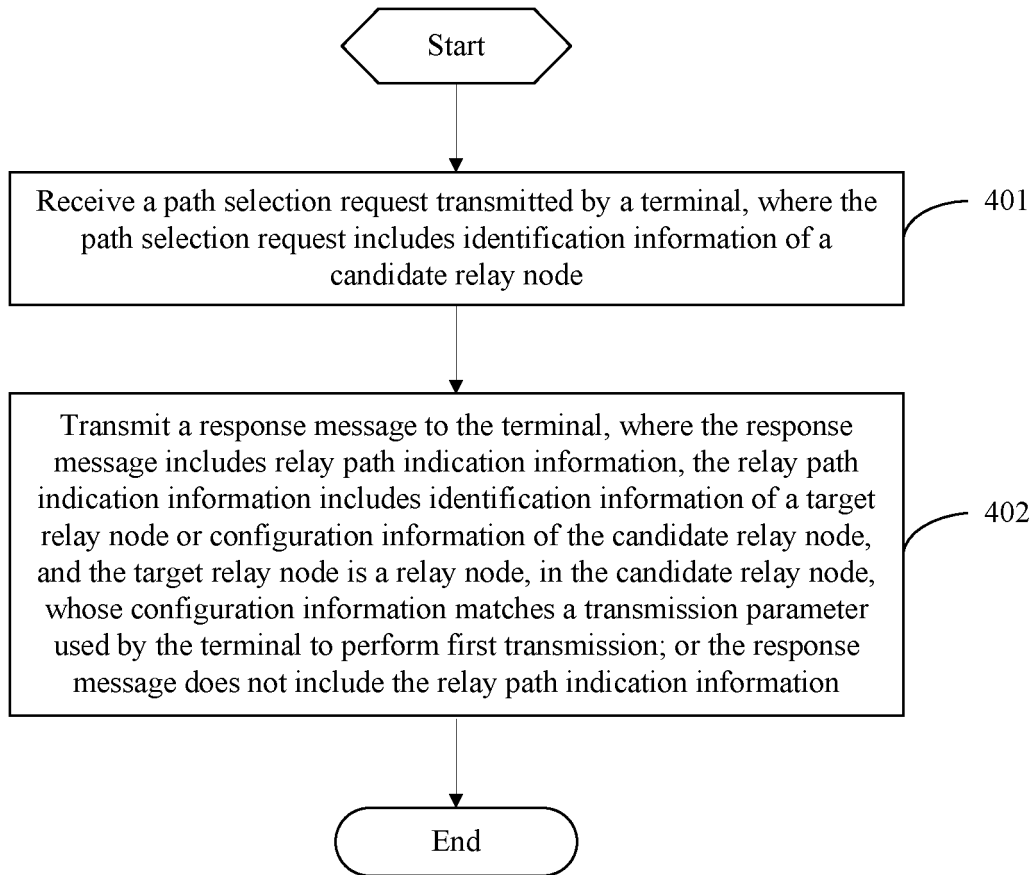 Start
Receive a path selection request transmitted by a terminal, where the
path selection request includes identification information of a
candidate relay node
401
Transmit a response message to the terminal, where the response
message includes relay path indication information, the relay path
indication information includes identification information of a target
relay node or configuration information of the candidate relay node,
and the target relay node is a relay node, in the candidate relay node,
whose configuration information matches a transmission parameter
used by the terminal to perform first transmission; or the response
message does not include the relay path indication information
402
End